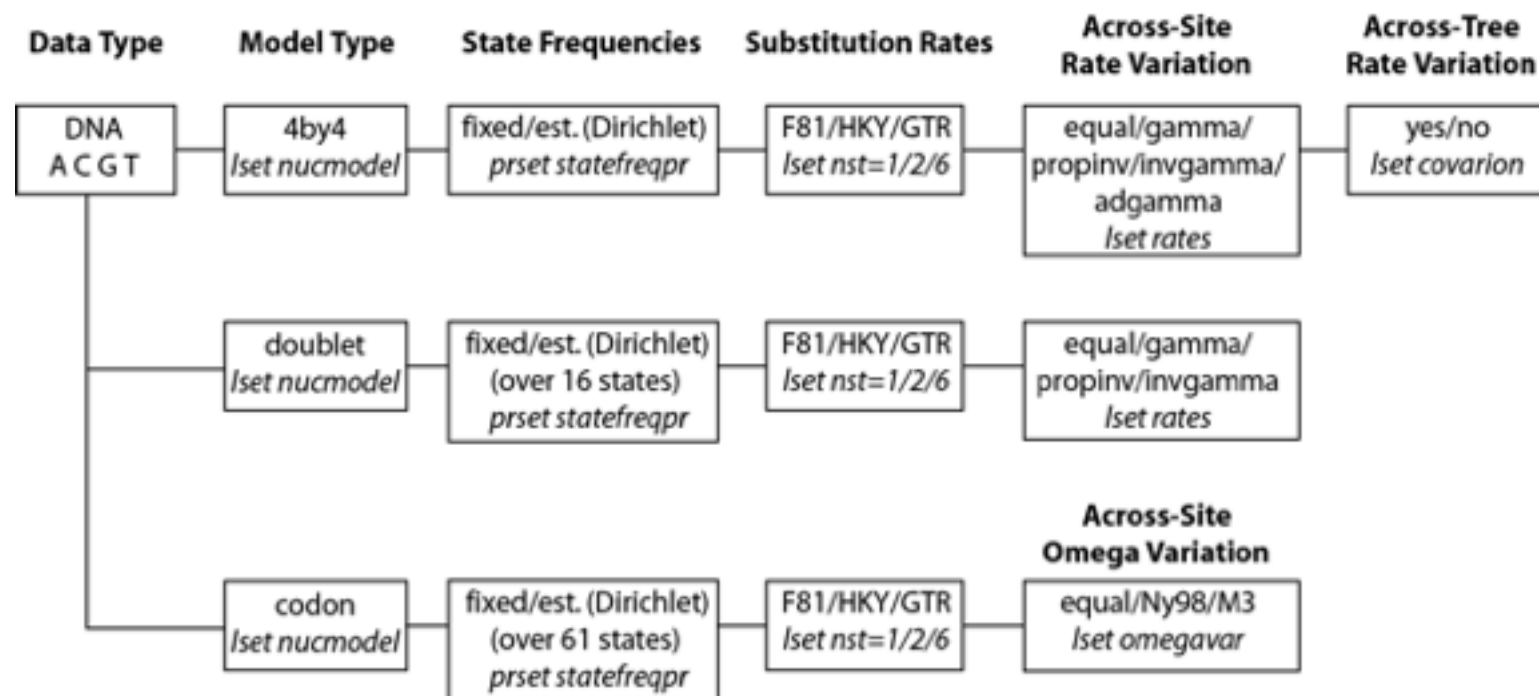 Data Type
Model Type
State Frequencies
Substitution Rates
Across-Site
Rate Variation
Across-Tree
Rate Variation
DNA
A C G T
4by4
lset nucmodel
fixed/est. (Dirichlet)
prset statefreqpr
F81/HKY/GTR
lset nst=1/2/6
equal/gamma/
propinv/invgamma/
adgamma
lset rates
yes/no
lset covarion
doublet
lset nucmodel
fixed/est. (Dirichlet)
(over 16 states)
prset statefreqpr
F81/HKY/GTR
lset nst=1/2/6
equal/gamma/
propinv/invgamma
lset rates
Across-Site
Omega Variation
codon
lset nucmodel
fixed/est. (Dirichlet)
(over 61 states)
prset statefreqpr
F81/HKY/GTR
lset nst=1/2/6
equal/Ny98/M3
lset omegavar